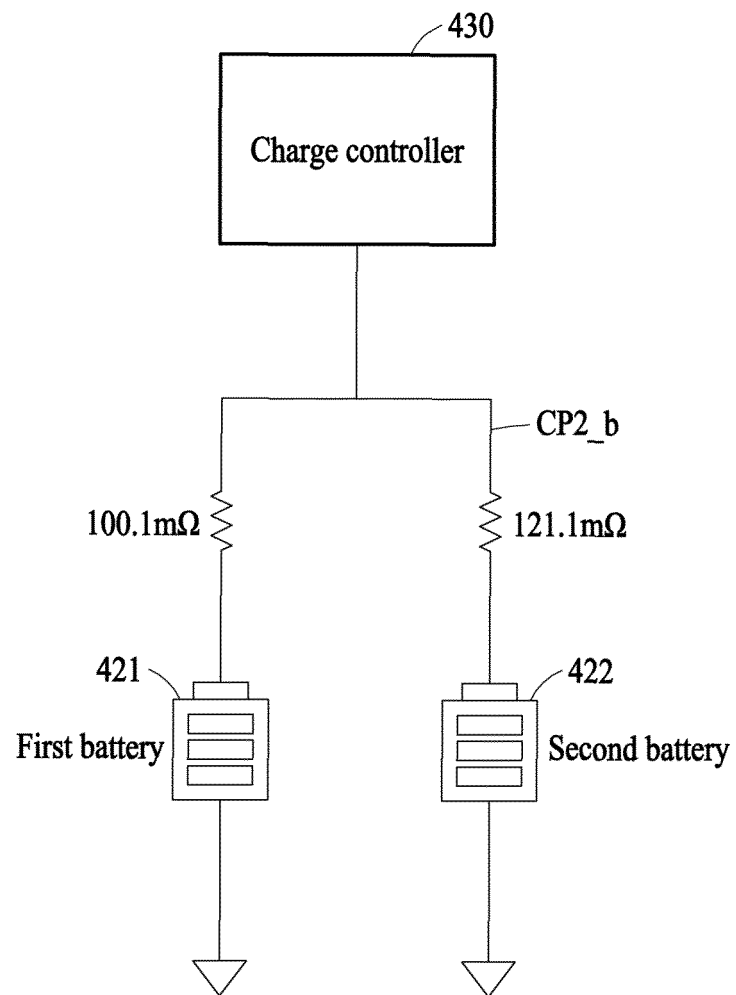 430
Charge controller
CP2_b
100.1mΩ
121.1mΩ
421
422
First battery
Second battery